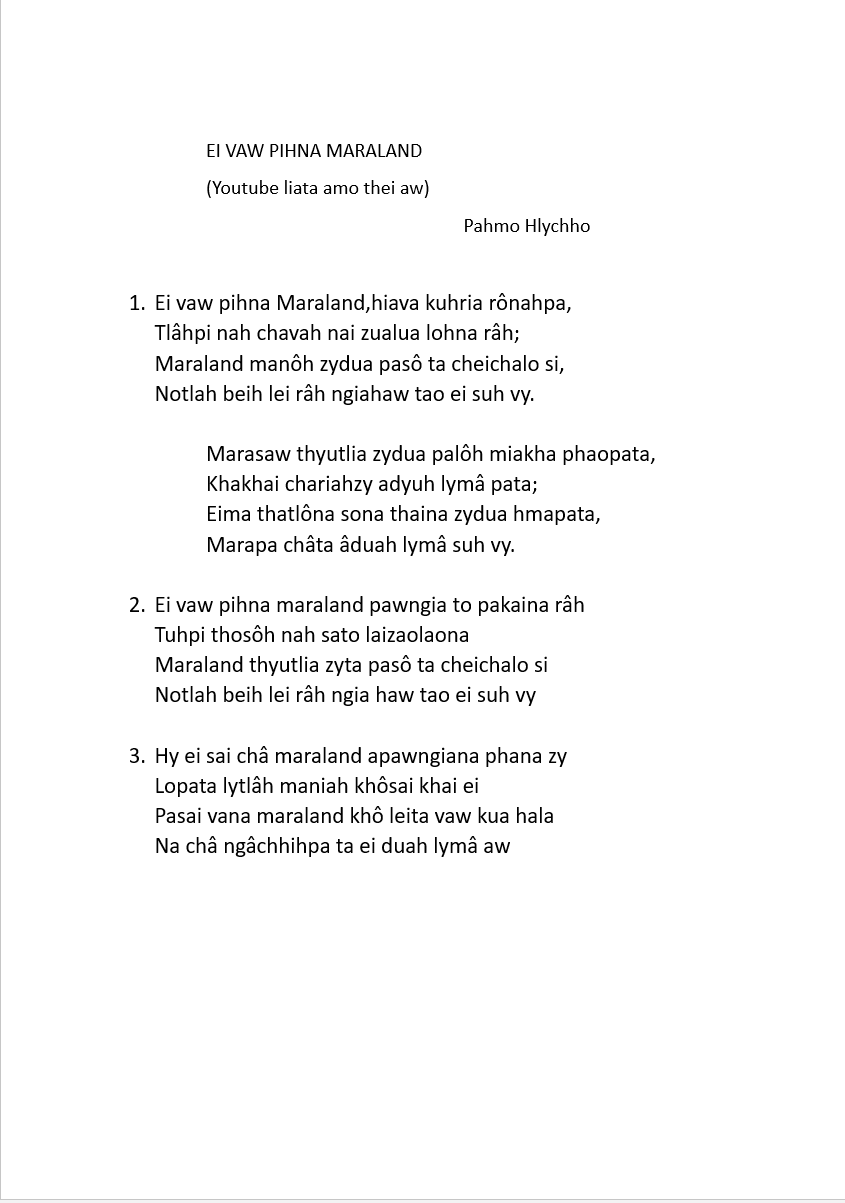 EI VAW PIHNA MARALAND
(Youtube liata amo thei aw)
Pahmo Hlychho
1. Ei vaw pihna Maraland,hiava kuhria rônahpa,
Tlâhpi nah chavah nai zualua lohna râh;
Maraland manôh zydua pasô ta cheichalo si,
Notlah beih lei râh ngiahaw tao ei suh vy.
Marasaw thyutlia zydua palôh miakha phaopata,
Khakhai chariahzy adyuh lymâ pata;
Eima thatlôna sona thaina zydua hmapata,
Marapa châta âduah lymâ suh vy.
2. Ei vaw pihna maraland pawngia to pakaina râh
Tuhpi thosôh nah sato laizaolaona
Maraland thyutlia zyta pasô ta cheichalo si
Notlah beih lei râh ngia haw tao ei suh vy
3. Hy ei sai châ maraland apawngiana phana zy
Lopata lytlâh maniah khôsai khai ei
Pasai vana maraland khô leita vaw kua hala
Na châ ngâchhihpa ta ei duah lymâ aw